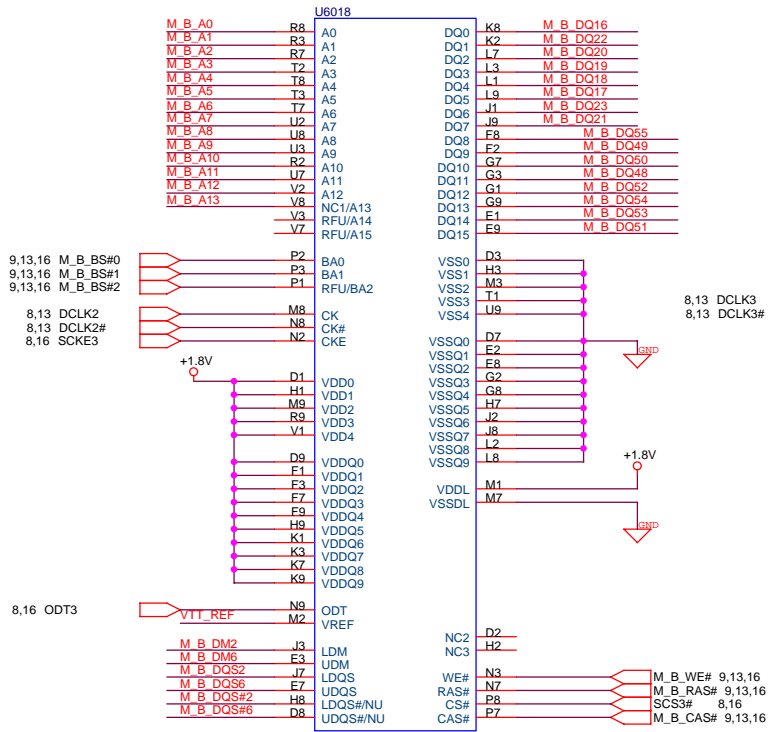 U6018
M_B_A0 R8 A0 DQ0 K8 M_B_DQ16
M_B_A1 R3 A1 DQ1 K2 M_B_DQ22
M_B_A2 R7 A2 DQ2 L7 M_B_DQ20
M_B_A3 T2 A3 DQ3 L3 M_B_DQ19
M_B_A4 T8 A4 DQ4 L1 M_B_DQ18
M_B_A5 T3 A5 DQ5 L9 M_B_DQ17
M_B_A6 T7 A6 DQ6 J1 M_B_DQ23
M_B_A7 U2 A7 DQ7 J9 M_B_DQ21
M_B_A8 U8 A8 DQ8 F8 M_B_DQ55
M_B_A9 U3 A9 DQ9 F2 M_B_DQ49
M_B_A10 R2 A10 DQ10 G7 M_B_DQ50
M_B_A11 U7 A11 DQ11 G3 M_B_DQ48
M_B_A12 V2 A12 DQ12 G1 M_B_DQ52
M_B_A13 V8 NC1/A13 DQ13 G9 M_B_DQ54
V3 RFU/A14 DQ14 E1 M_B_DQ53
V7 RFU/A15 DQ15 E9 M_B_DQ51
9,13,16 M_B_BS#0 P2 BA0 VSS0 D3
9,13,16 M_B_BS#1 P3 BA1 VSS1 H3
9,13,16 M_B_BS#2 P1 RFU/BA2 VSS2 M3
VSS3 T1 8,13 DCLK3
8,13 DCLK2 M8 CK VSS4 U9 8,13 DCLK3#
8,13 DCLK2# N8 CK#
8,16 SCKE3 N2 CKE VSSQ0 D7 GND
VSSQ1 E2
+1.8V VSSQ2 E8
D1 VDD0 VSSQ3 G2
H1 VDD1 VSSQ4 G8
M9 VDD2 VSSQ5 H7
R9 VDD3 VSSQ6 J2
V1 VDD4 VSSQ7 J8
VSSQ8 L2
D9 VDDQ0 VSSQ9 L8 +1.8V
F1 VDDQ1
F3 VDDQ2 VDDL M1
F7 VDDQ3 VSSDL M7
F9 VDDQ4 GND
H9 VDDQ5
K1 VDDQ6
K3 VDDQ7
K7 VDDQ8
K9 VDDQ9
8,16 ODT3 N9 ODT
VTT_REF M2 VREF
NC2 D2
M_B_DM2 J3 LDM NC3 H2
M_B_DM6 E3 UDM
M_B_DQS2 J7 LDQS WE# N3 M_B_WE# 9,13,16
M_B_DQS6 E7 UDQS RAS# N7 M_B_RAS# 9,13,16
M_B_DQS#2 H8 LDQS#/NU CS# P8 SCS3# 8,16
M_B_DQS#6 D8 UDQS#/NU CAS# P7 M_B_CAS# 9,13,16